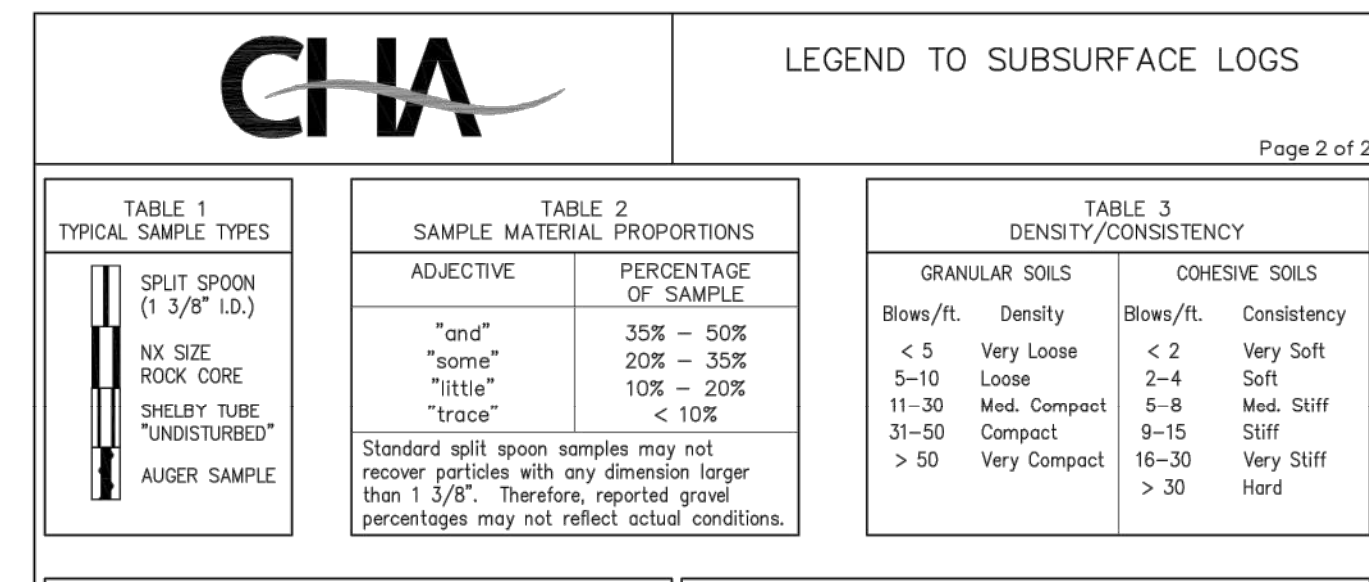 CHA
LEGEND TO SUBSURFACE LOGS
Page 2 of 2
TABLE 1
TYPICAL SAMPLE TYPES
SPLIT SPOON
(1 3/8" I.D.)
NX SIZE
ROCK CORE
SHELBY TUBE
"UNDISTURBED"
AUGER SAMPLE
TABLE 2
SAMPLE MATERIAL PROPORTIONS
ADJECTIVE PERCENTAGE
OF SAMPLE
"and" 35% – 50%
"some" 20% – 35%
"little" 10% – 20%
"trace" < 10%
Standard split spoon samples may not
recover particles with any dimension larger
than 1 3/8". Therefore, reported gravel
percentages may not reflect actual conditions.
TABLE 3
DENSITY/CONSISTENCY
GRANULAR SOILS COHESIVE SOILS
Blows/ft. Density Blows/ft. Consistency
< 5 Very Loose < 2 Very Soft
5–10 Loose 2–4 Soft
11–30 Med. Compact 5–8 Med. Stiff
31–50 Compact 9–15 Stiff
> 50 Very Compact 16–30 Very Stiff
> 30 Hard